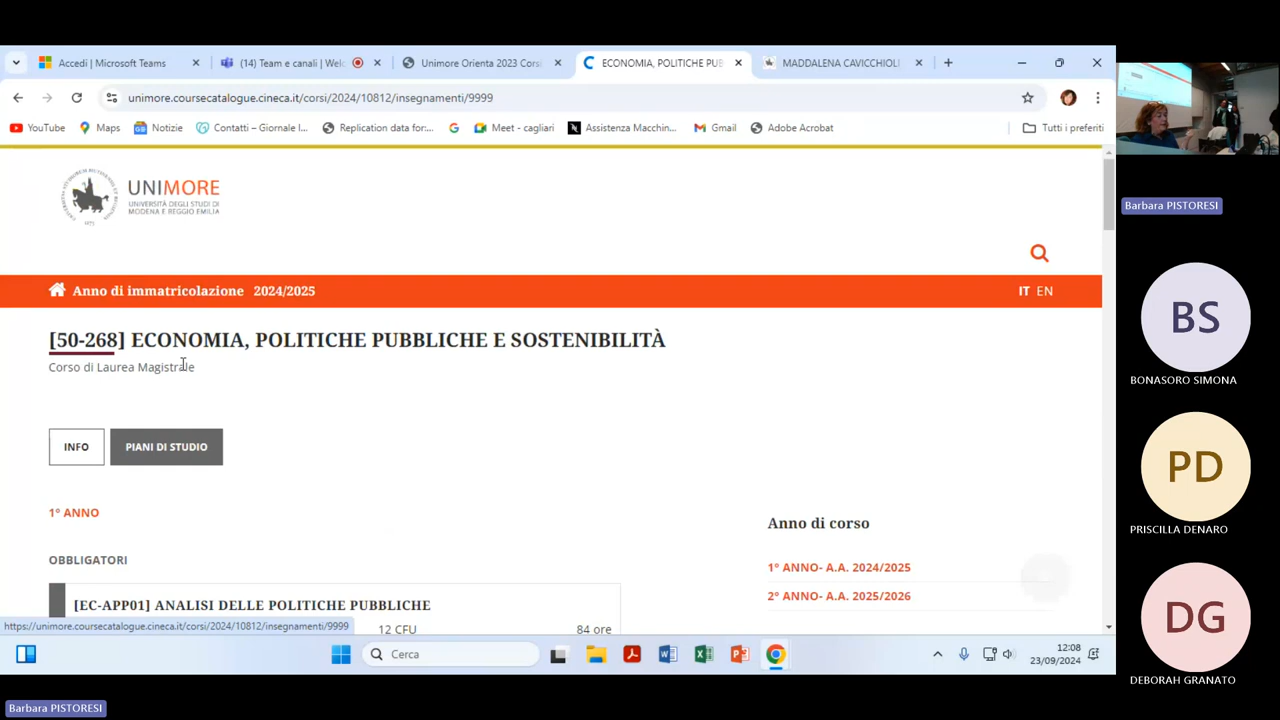 Accedi | Microsoft Teams
(14) Team e canali | Welc
Unimore Orienta 2023 Corsi
ECONOMIA, POLITICHE PUB
MADDALENA CAVICCHIOLI
unimore.coursecatalogue.cineca.it/corsi/2024/10812/insegnamenti/9999
YouTube
Maps
Notizie
Contatti – Giornale I...
Replication data for:...
Meet - cagliari
Assistenza Macchin...
Gmail
Adobe Acrobat
Tutti i preferiti
UNIMORE
UNIVERSITÀ DEGLI STUDI DI
MODENA E REGGIO EMILIA
1175
Anno di immatricolazione 2024/2025
IT EN
[50-268] ECONOMIA, POLITICHE PUBBLICHE E SOSTENIBILITÀ
Corso di Laurea Magistrale
INFO
PIANI DI STUDIO
1° ANNO
Anno di corso
OBBLIGATORI
1° ANNO- A.A. 2024/2025
2° ANNO- A.A. 2025/2026
[EC-APP01] ANALISI DELLE POLITICHE PUBBLICHE
12 CFU
84 ore
https://unimore.coursecatalogue.cineca.it/corsi/2024/10812/insegnamenti/9999
Cerca
12:08
23/09/2024
Barbara PISTORESI
Barbara PISTORESI
BS
BONASORO SIMONA
PD
PRISCILLA DENARO
DG
DEBORAH GRANATO